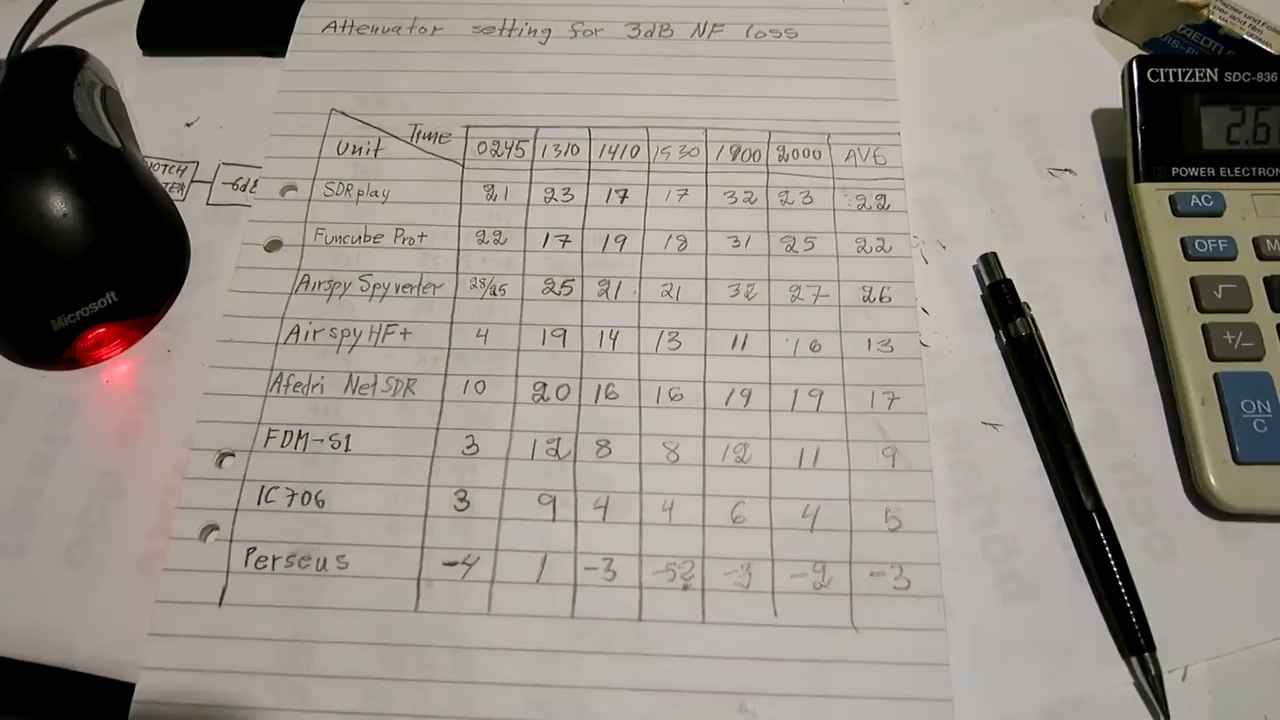 Attenuator setting for 3dB NF loss
Time
Unit 0245 1310 1410 1530 1900 2000 AVG
SDRplay 21 23 17 17 32 23 22
Funcube Pro+ 22 17 19 18 31 25 22
Airspy Spyverter 28/25 25 21 21 32 27 26
Airspy HF+ 4 19 14 13 11 16 13
Afedri NetSDR 10 20 16 16 19 19 17
FDM-S1 3 12 8 8 12 11 9
IC706 3 9 4 4 6 4 5
Perseus -4 1 -3 -5? -3 -2 -3
-6dB
Microsoft
CITIZEN SDC-836
2.6
POWER ELECTRON
AC
OFF
M
√
+/-
ON
C